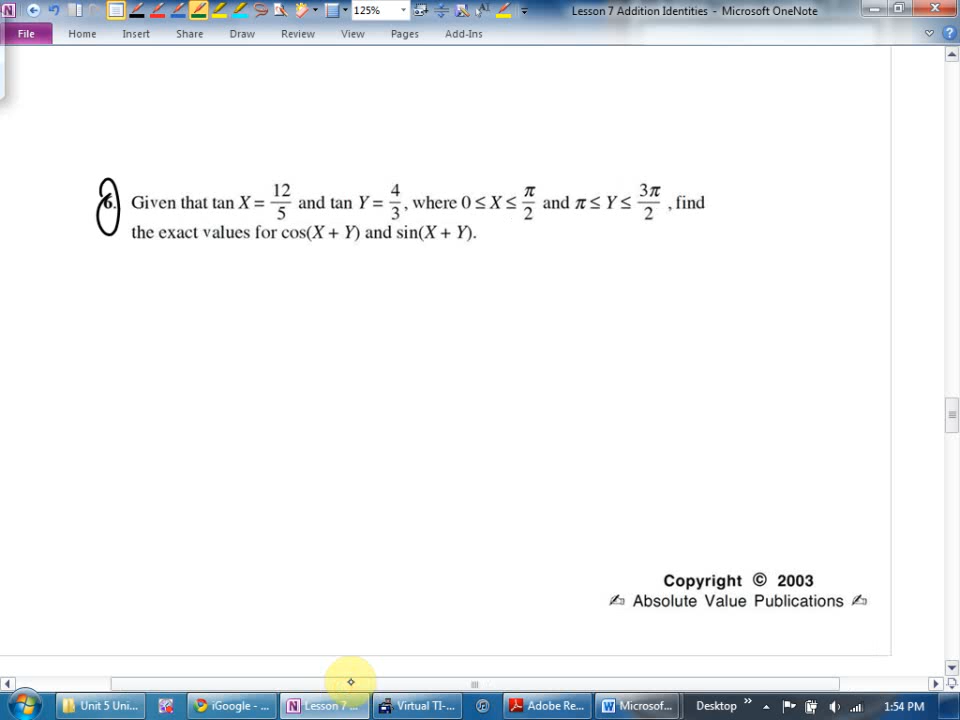 125% Lesson 7 Addition Identities - Microsoft OneNote
File Home Insert Share Draw Review View Pages Add-Ins
6. Given that tan X = 12/5 and tan Y = 4/3, where 0 ≤ X ≤ π/2 and π ≤ Y ≤ 3π/2, find
the exact values for cos(X + Y) and sin(X + Y).
Copyright © 2003
✍ Absolute Value Publications ✍
Unit 5 Uni... iGoogle - ... Lesson 7 ... Virtual TI-... Adobe Re... Microsof... Desktop » 1:54 PM